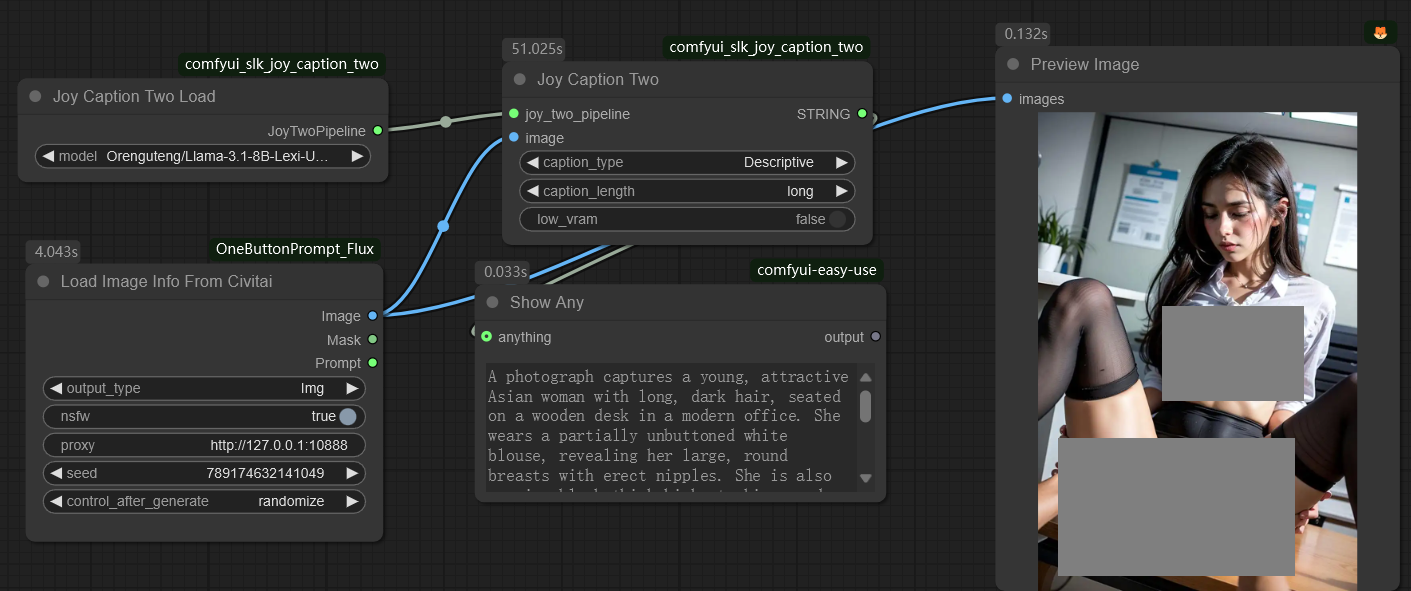 comfyui_slk_joy_caption_two
Joy Caption Two Load
JoyTwoPipeline
model Orenguteng/Llama-3.1-8B-Lexi-U...
4.043s
OneButtonPrompt_Flux
Load Image Info From Civitai
Image
Mask
Prompt
output_type Img
nsfw true
proxy http://127.0.0.1:10888
seed 789174632141049
control_after_generate randomize
51.025s
comfyui_slk_joy_caption_two
Joy Caption Two
joy_two_pipeline STRING
image
caption_type Descriptive
caption_length long
low_vram false
0.033s
comfyui-easy-use
Show Any
anything output
A photograph captures a young, attractive
Asian woman with long, dark hair, seated
on a wooden desk in a modern office. She
wears a partially unbuttoned white
blouse, revealing her large, round
breasts with erect nipples. She is also
0.132s
Preview Image
images